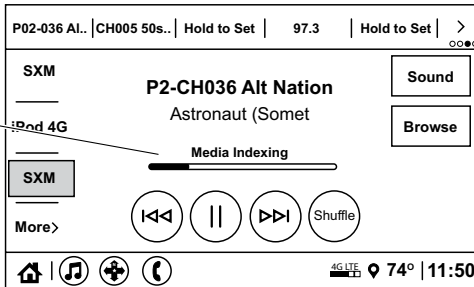 P02-036 Al.. CH005 50s.. Hold to Set 97.3 Hold to Set >
SXM
iPod 4G
SXM
More>
P2-CH036 Alt Nation
Astronaut (Somet
Media Indexing
Shuffle
Sound
Browse
4G LTE 74° 11:50